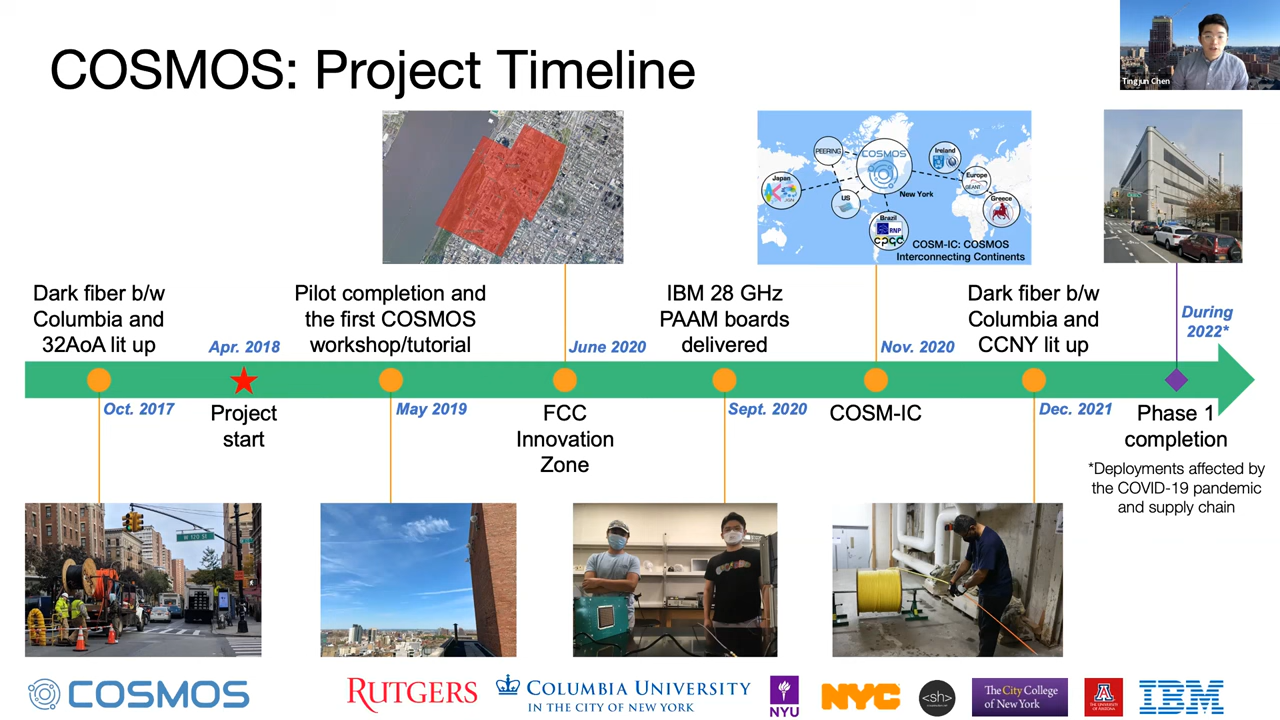 COSMOS: Project Timeline
Tingjun Chen
PEERING
COSMOS
Ireland
Japan
Europe
GÉANT
US
New York
Greece
Brazil
RNP
cpqd
COSM-IC: COSMOS
Interconnecting Continents
Dark fiber b/w
Columbia and
32AoA lit up
Apr. 2018
Pilot completion and
the first COSMOS
workshop/tutorial
June 2020
IBM 28 GHz
PAAM boards
delivered
Nov. 2020
Dark fiber b/w
Columbia and
CCNY lit up
During
2022*
Oct. 2017
Project
start
May 2019
FCC
Innovation
Zone
Sept. 2020
COSM-IC
Dec. 2021
Phase 1
completion
*Deployments affected by
the COVID-19 pandemic
and supply chain
W 120 ST
COSMOS
RUTGERS
COLUMBIA UNIVERSITY
IN THE CITY OF NEW YORK
NYU
NYC
<sh>
The City College
of New York
A
IBM